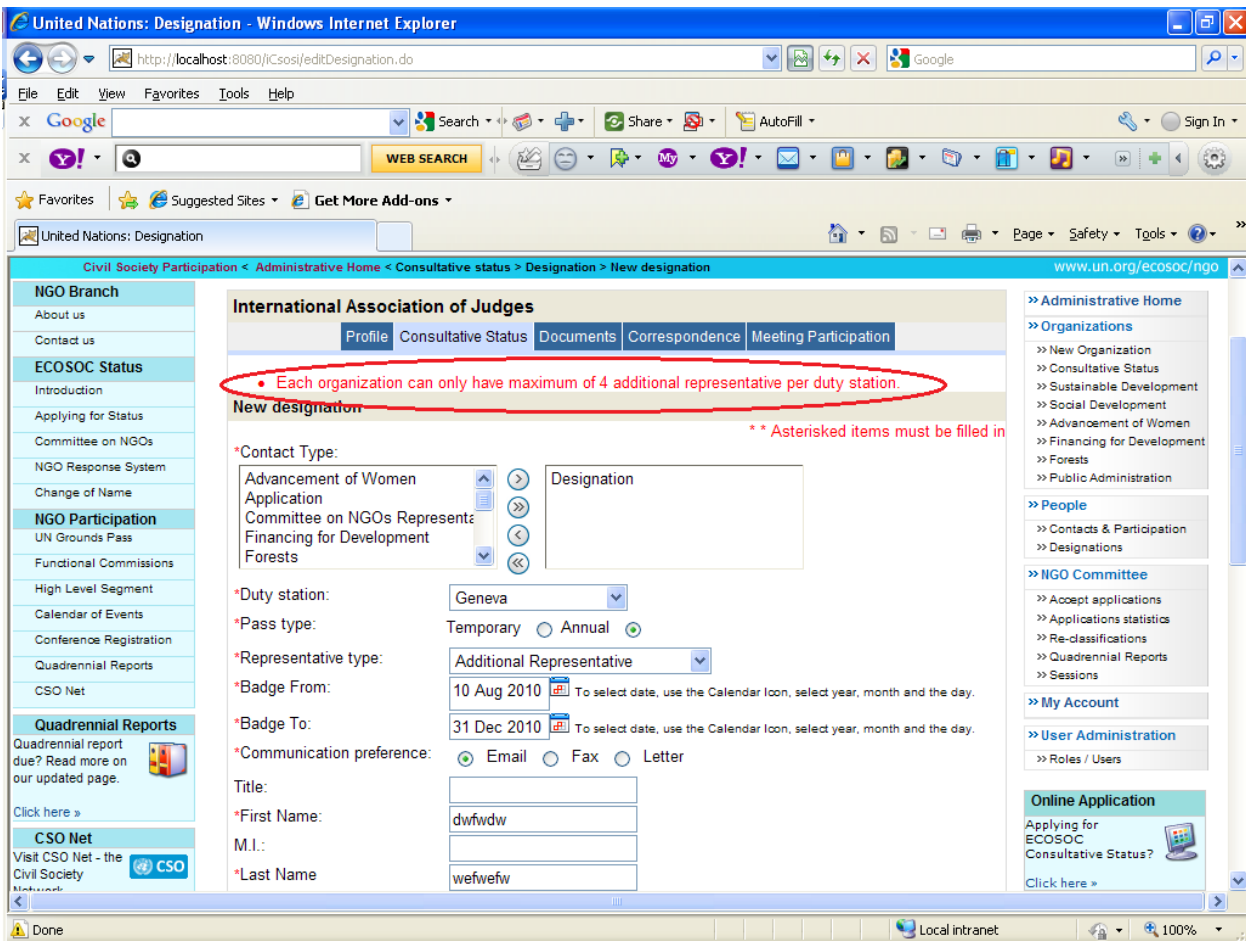 United Nations: Designation - Windows Internet Explorer
http://localhost:8080/iCsosi/editDesignation.do
Google
File Edit View Favorites Tools Help
x Google Search Share AutoFill Sign In
x Y! WEB SEARCH My Y!
Favorites Suggested Sites Get More Add-ons
United Nations: Designation
Page Safety Tools
Civil Society Participation < Administrative Home < Consultative status > Designation > New designation
www.un.org/ecosoc/ngo
NGO Branch
About us
Contact us
ECOSOC Status
Introduction
Applying for Status
Committee on NGOs
NGO Response System
Change of Name
NGO Participation
UN Grounds Pass
Functional Commissions
High Level Segment
Calendar of Events
Conference Registration
Quadrennial Reports
CSO Net
Quadrennial Reports
Quadrennial report
due? Read more on
our updated page.
Click here »
CSO Net
Visit CSO Net - the
Civil Society
Network
CSO
International Association of Judges
Profile Consultative Status Documents Correspondence Meeting Participation
• Each organization can only have maximum of 4 additional representative per duty station.
New designation
* * Asterisked items must be filled in
*Contact Type:
Advancement of Women
Application
Committee on NGOs Representa
Financing for Development
Forests
Designation
*Duty station: Geneva
*Pass type: Temporary Annual
*Representative type: Additional Representative
*Badge From: 10 Aug 2010 To select date, use the Calendar Icon, select year, month and the day.
*Badge To: 31 Dec 2010 To select date, use the Calendar Icon, select year, month and the day.
*Communication preference: Email Fax Letter
Title:
*First Name: dwfwdw
M.I.:
*Last Name wefwefw
» Administrative Home
» Organizations
» New Organization
» Consultative Status
» Sustainable Development
» Social Development
» Advancement of Women
» Financing for Development
» Forests
» Public Administration
» People
» Contacts & Participation
» Designations
» NGO Committee
» Accept applications
» Applications statistics
» Re-classifications
» Quadrennial Reports
» Sessions
» My Account
» User Administration
» Roles / Users
Online Application
Applying for
ECOSOC
Consultative Status?
Click here »
Done
Local intranet
100%